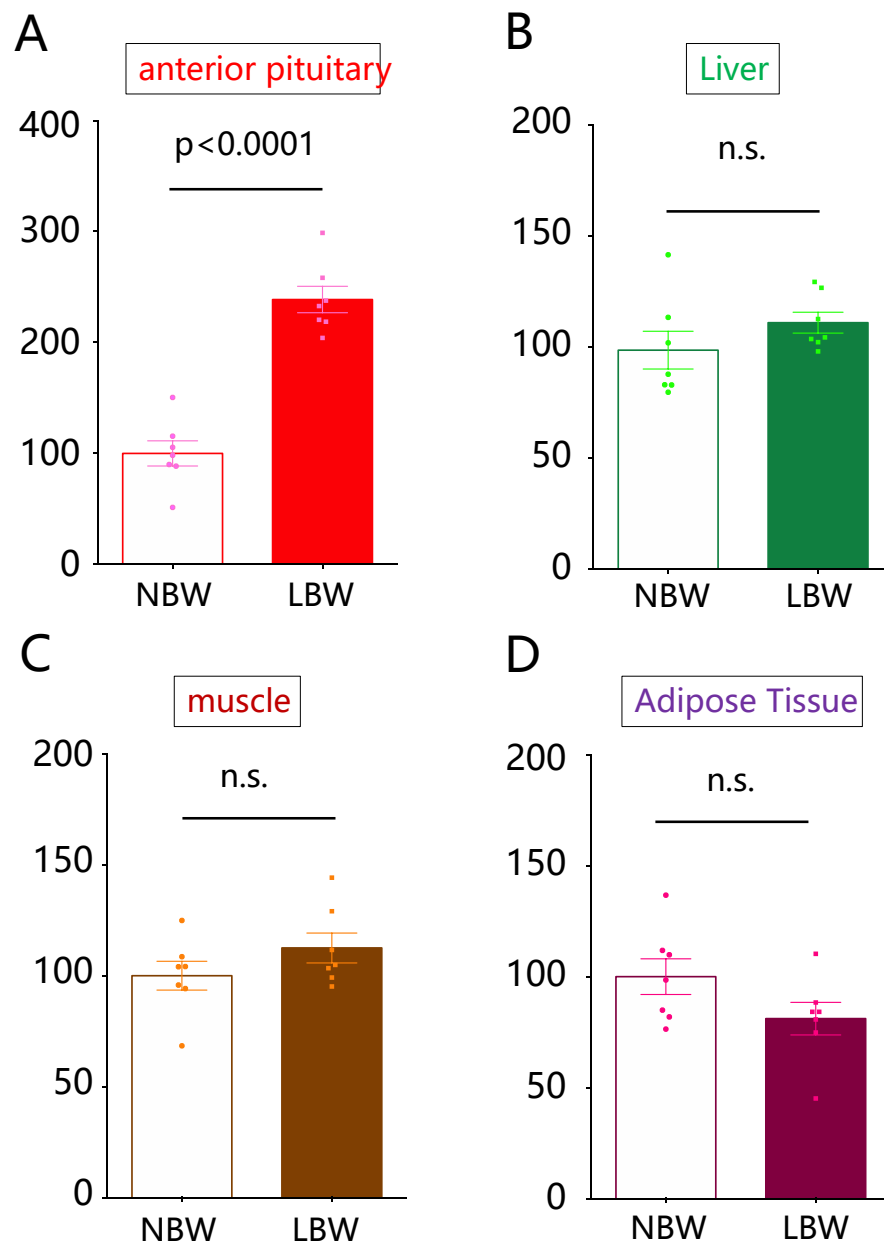 A
anterior pituitary
400
300
200
100
0
p<0.0001
NBW
LBW
B
Liver
200
150
100
50
0
n.s.
NBW
LBW
C
muscle
200
150
100
50
0
n.s.
NBW
LBW
D
Adipose Tissue
200
150
100
50
0
n.s.
NBW
LBW